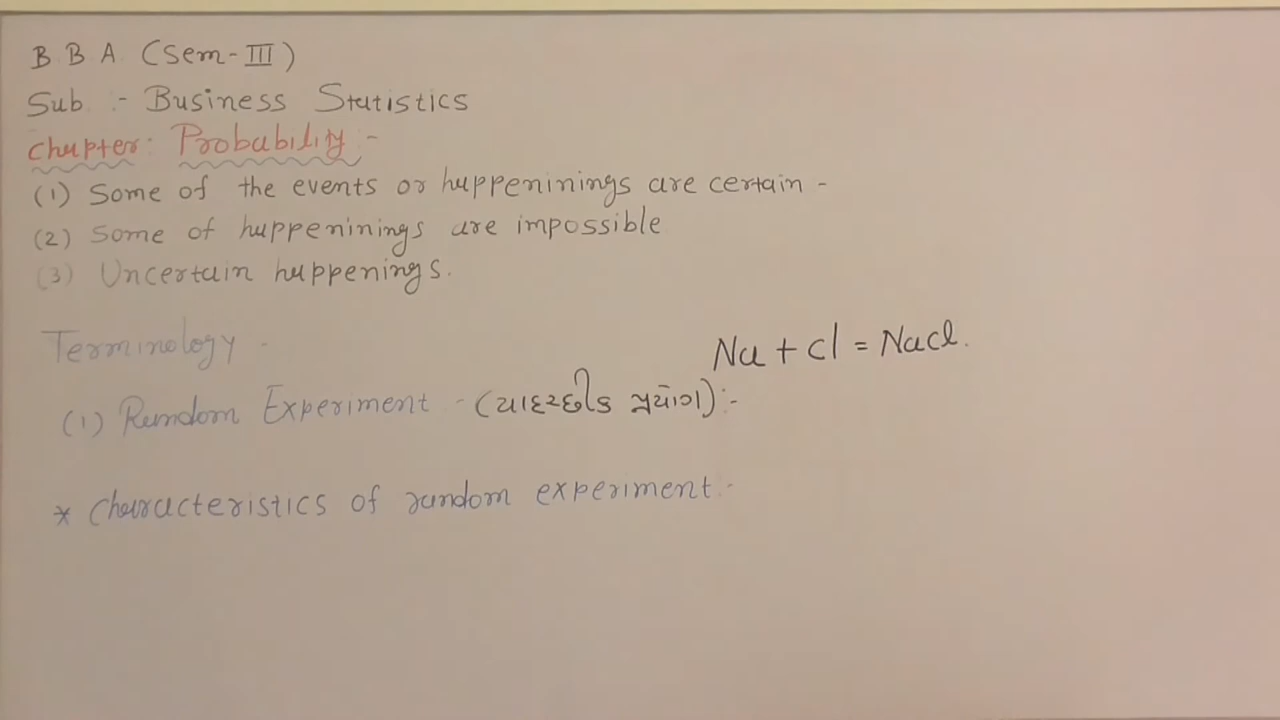 B.B.A. (Sem-III)
Sub :- Business Statistics
Chapter: Probability -
(1) Some of the events or happeninings are certain -
(2) Some of happeninings are impossible
(3) Uncertain happenings.
Terminology -
Na + cl = Nacl.
(1) Random Experiment - (યાદચ્છીક પ્રયોગ) :-
* Characteristics of random experiment :-